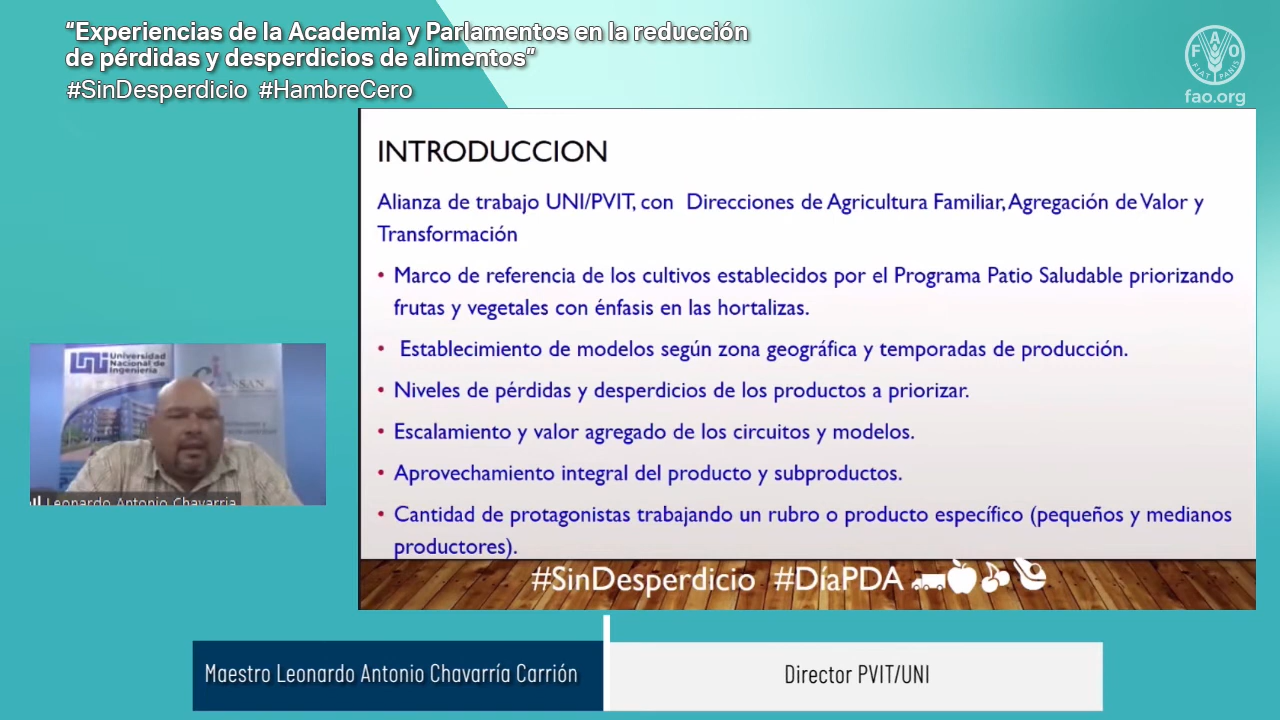 “Experiencias de la Academia y Parlamentos en la reducción
de pérdidas y desperdicios de alimentos”
#SinDesperdicio #HambreCero
FAO
FIAT PANIS
fao.org
INTRODUCCION
Alianza de trabajo UNI/PVIT, con Direcciones de Agricultura Familiar, Agregación de Valor y
Transformación
• Marco de referencia de los cultivos establecidos por el Programa Patio Saludable priorizando
frutas y vegetales con énfasis en las hortalizas.
• Establecimiento de modelos según zona geográfica y temporadas de producción.
• Niveles de pérdidas y desperdicios de los productos a priorizar.
• Escalamiento y valor agregado de los circuitos y modelos.
• Aprovechamiento integral del producto y subproductos.
• Cantidad de protagonistas trabajando un rubro o producto específico (pequeños y medianos
productores).
#SinDesperdicio #DíaPDA
uni
Universidad
Nacional de
Ingeniería
Leonardo Antonio Chavarria
Maestro Leonardo Antonio Chavarría Carrión
Director PVIT/UNI